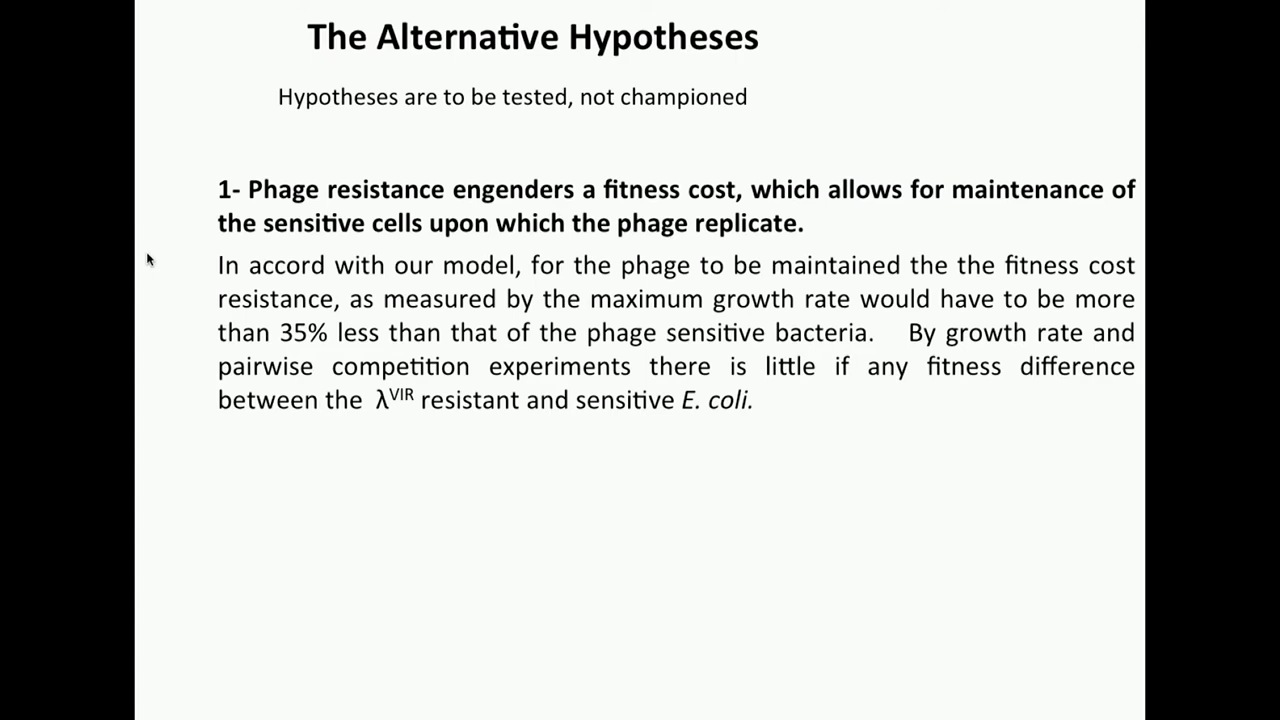 The Alternative Hypotheses
Hypotheses are to be tested, not championed
1- Phage resistance engenders a fitness cost, which allows for maintenance of
the sensitive cells upon which the phage replicate.
In accord with our model, for the phage to be maintained the the fitness cost
resistance, as measured by the maximum growth rate would have to be more
than 35% less than that of the phage sensitive bacteria. By growth rate and
pairwise competition experiments there is little if any fitness difference
between the λVIR resistant and sensitive E. coli.